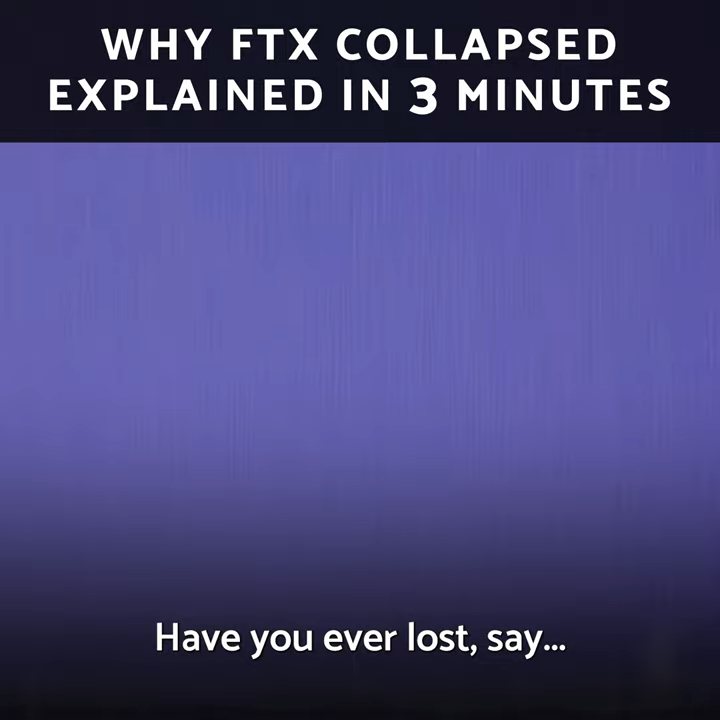 WHY FTX COLLAPSED
EXPLAINED IN 3 MINUTES
Have you ever lost, say...